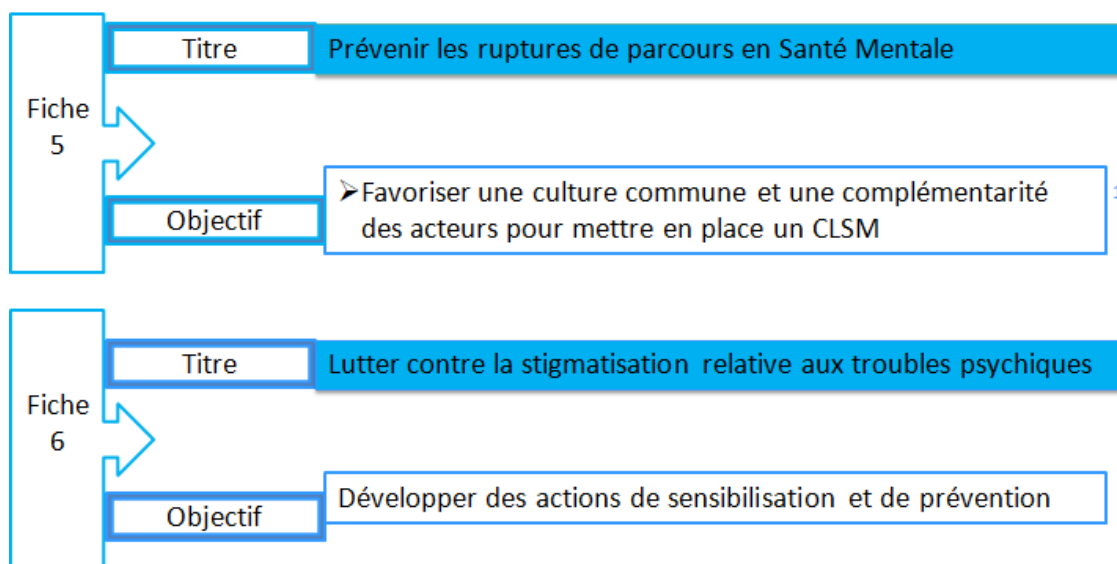 Titre
Prévenir les ruptures de parcours en Santé Mentale
Fiche
5
Objectif
➢Favoriser une culture commune et une complémentarité
des acteurs pour mettre en place un CLSM
Titre
Lutter contre la stigmatisation relative aux troubles psychiques
Fiche
6
Objectif
Développer des actions de sensibilisation et de prévention